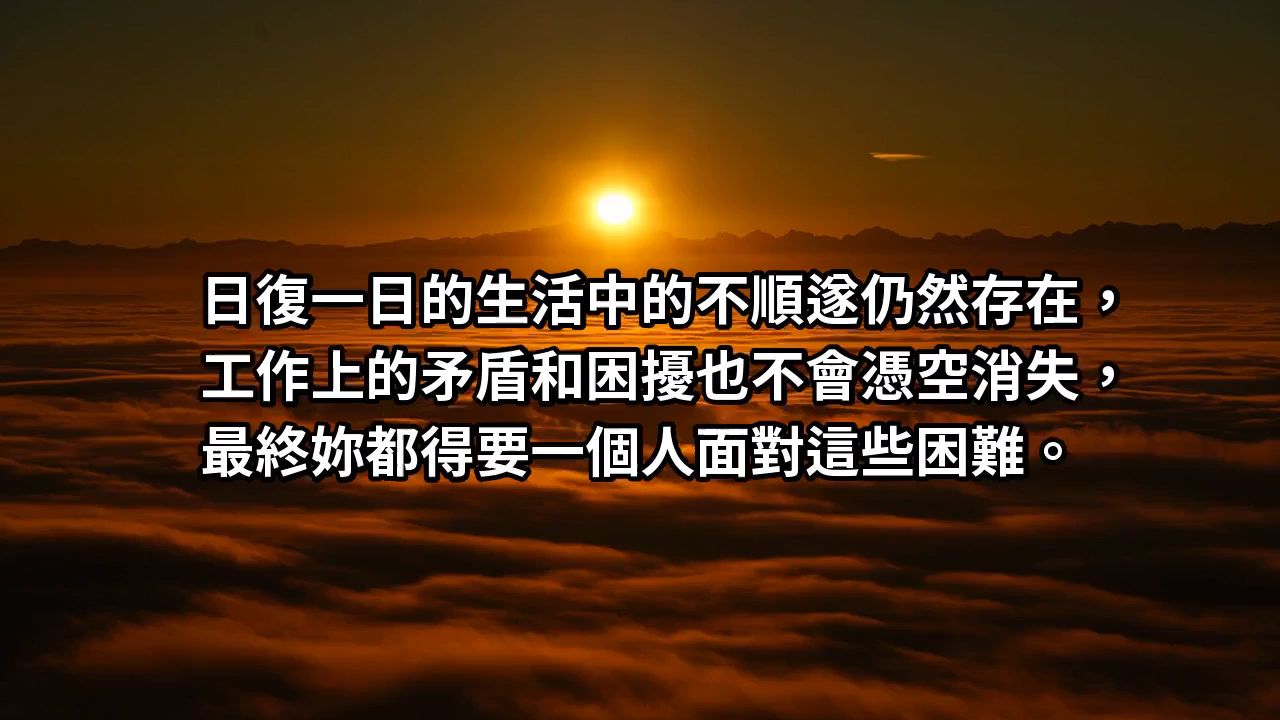 日復一日的生活中的不順遂仍然存在，
工作上的矛盾和困擾也不會憑空消失，
最終妳都得要一個人面對這些困難。